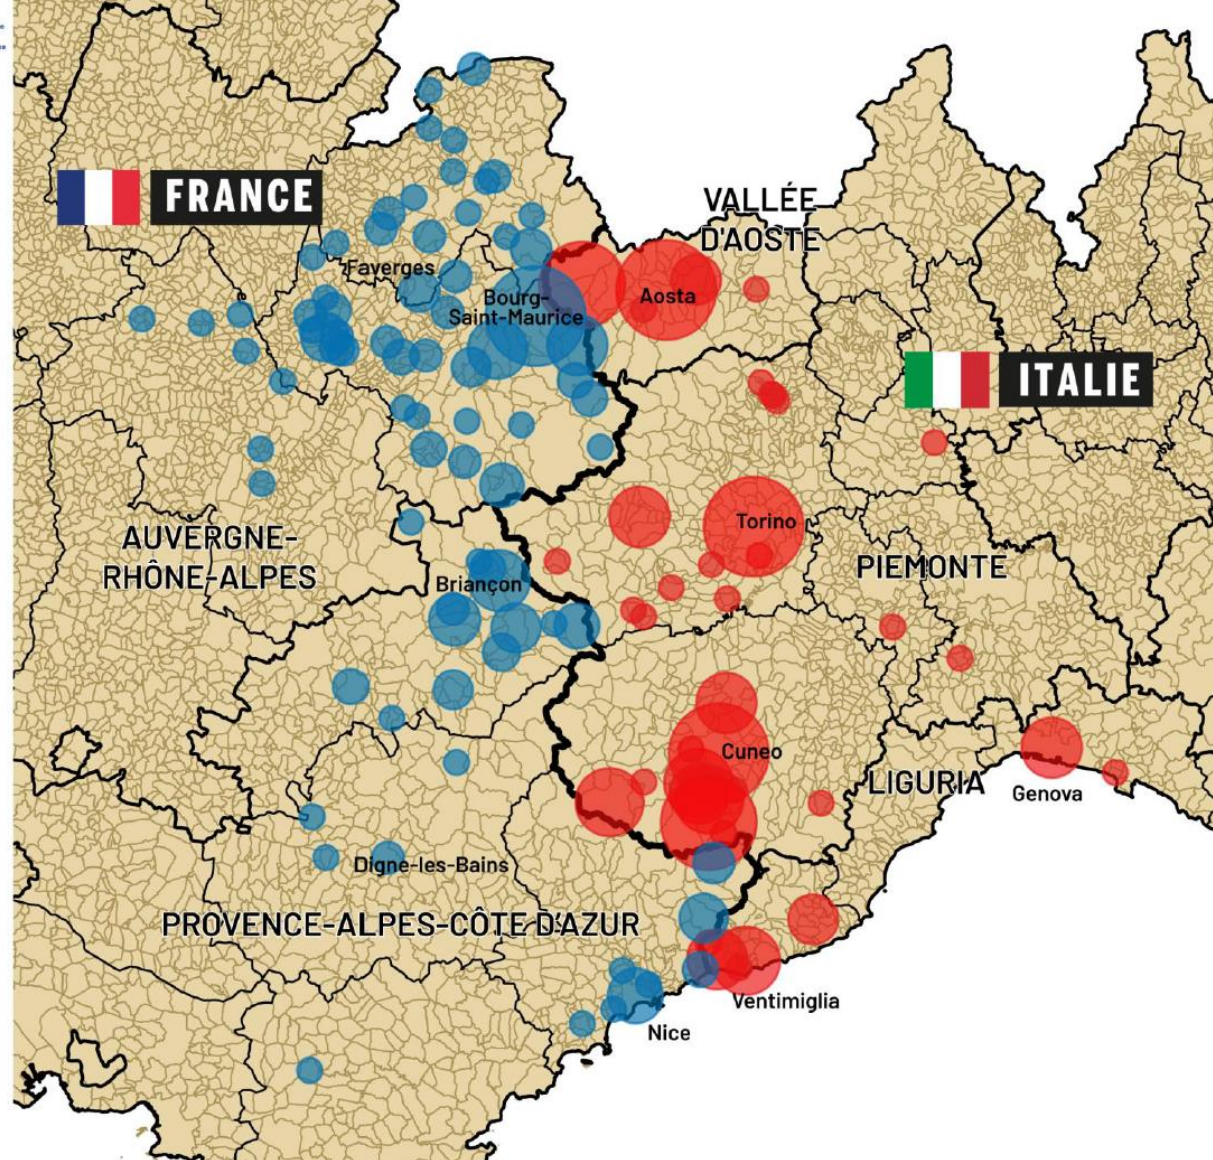 FRANCE
VALLÉE
D'AOSTE
Faverges
Bourg-
Saint-Maurice
Aosta
ITALIE
Torino
AUVERGNE-
RHÔNE-ALPES
PIEMONTE
Briançon
Cuneo
LIGURIA
Genova
Digne-les-Bains
PROVENCE-ALPES-CÔTE D'AZUR
Ventimiglia
Nice